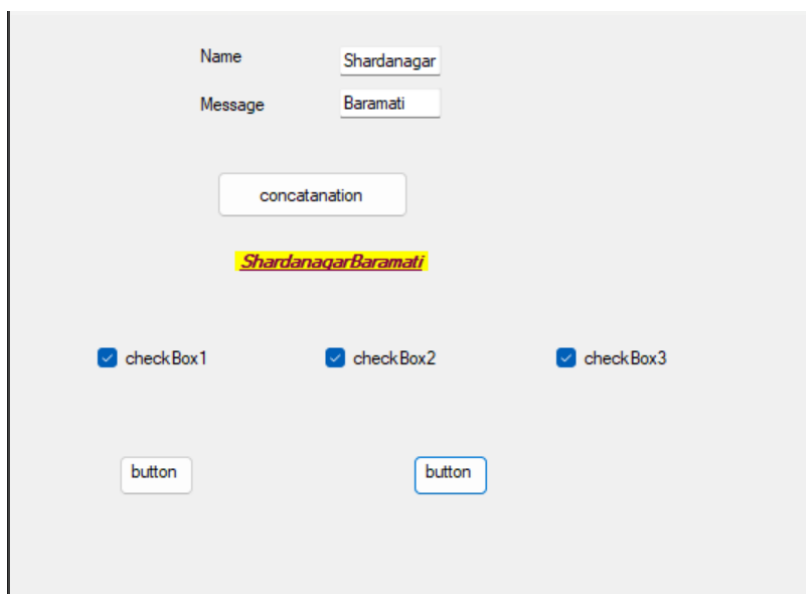 Name Shardanagar
Message Baramati
concatanation
ShardanagarBaramati
checkBox1 checkBox2 checkBox3
button button